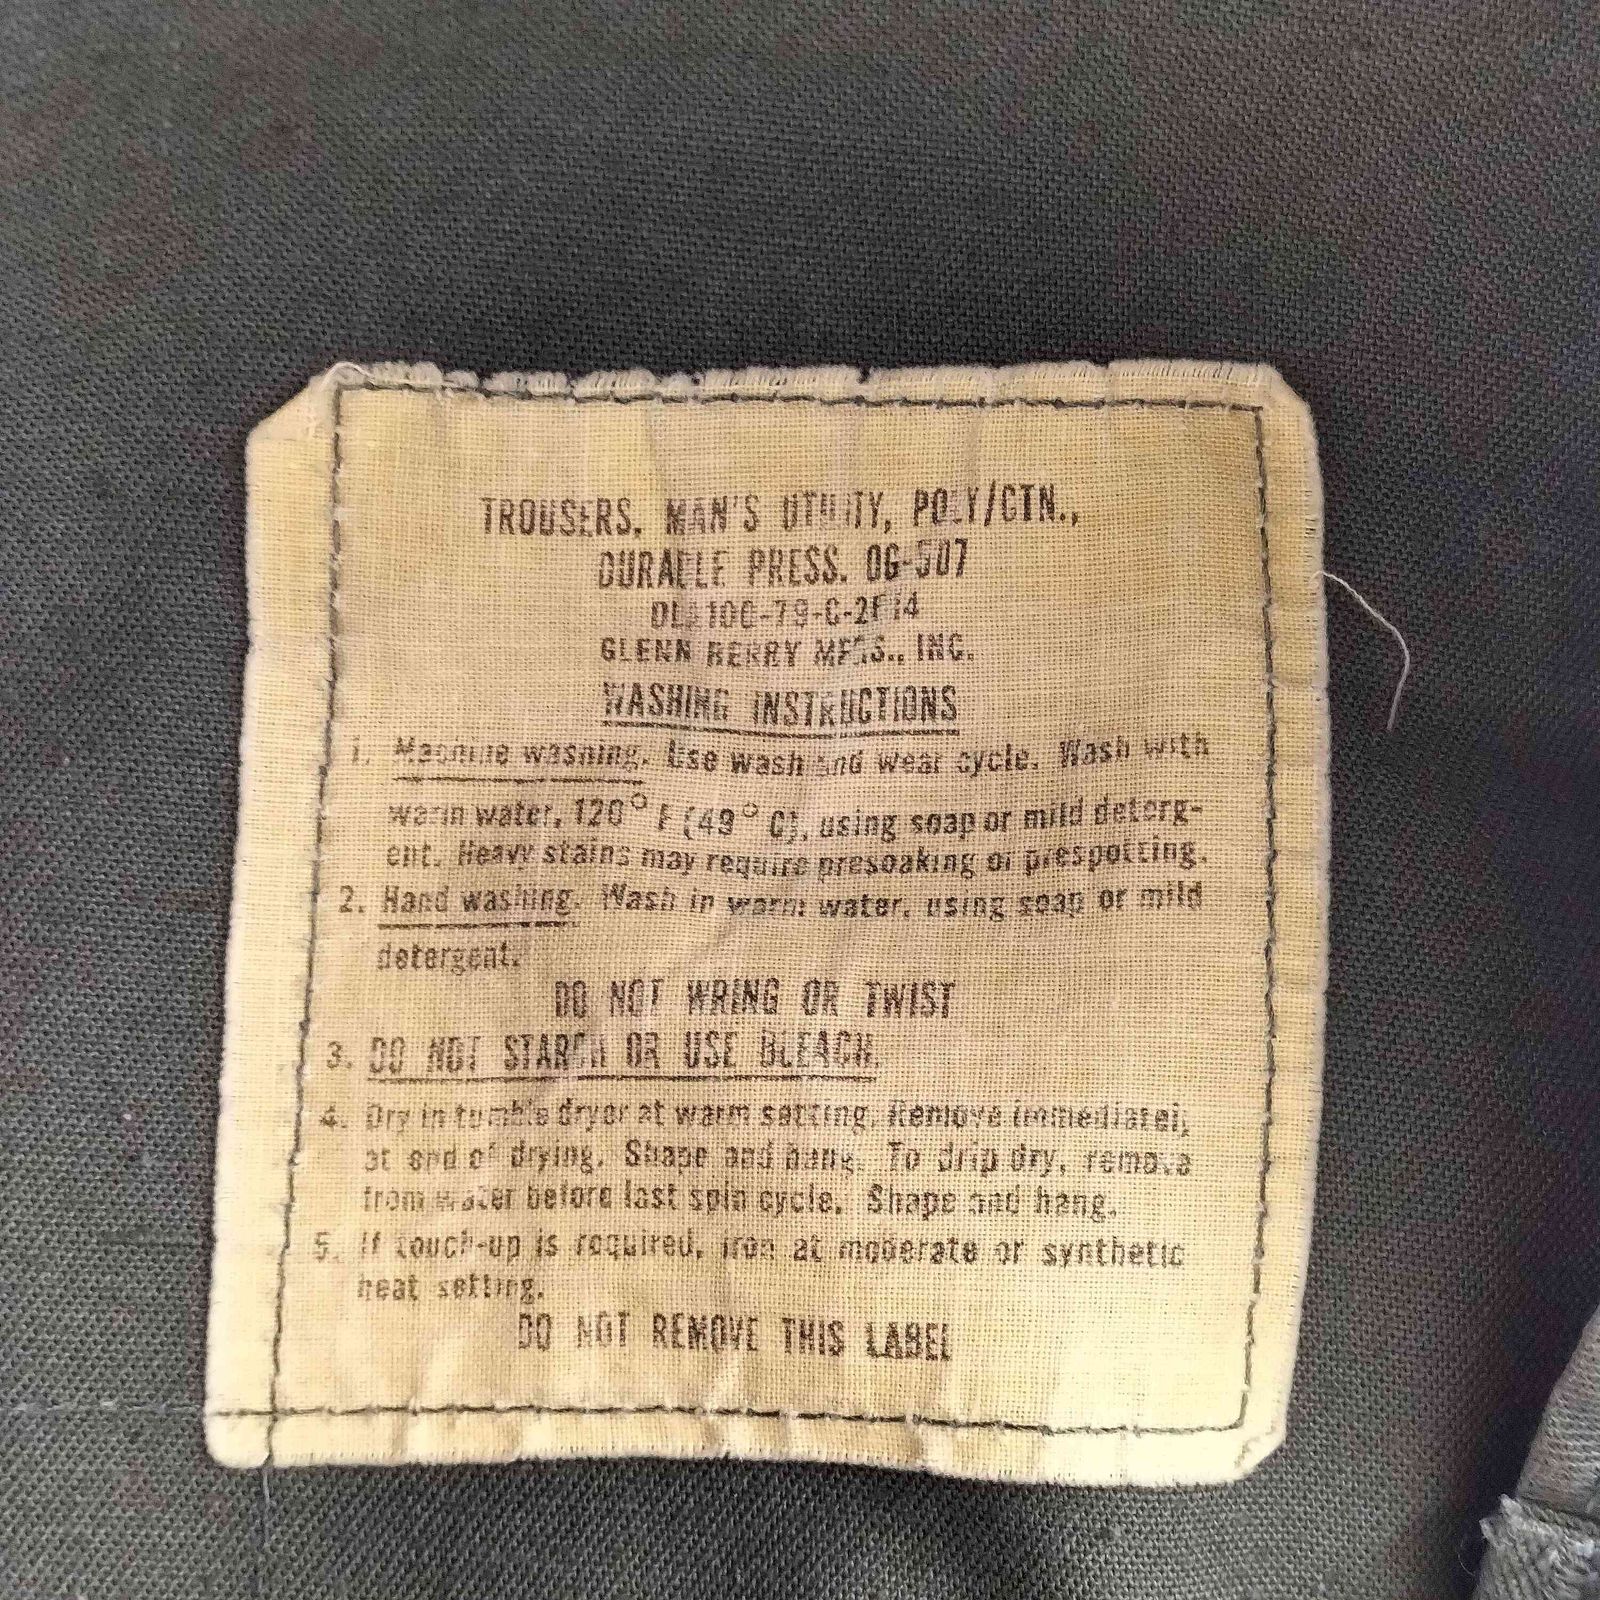 TROUSERS, MAN'S UTILITY, POLY/CTN.,
DURABLE PRESS. OG-507
GLENN BERRY MFGS., INC.
WASHING INSTRUCTIONS
1. Machine washing. Use wash and wear cycle. Wash with
warm water, 120° F (49° C), using soap or mild deterg-
ent. Heavy stains may require presoaking or prespotting.
2. Hand washing. Wash in warm water, using soap or mild
detergent.
DO NOT WRING OR TWIST
3. DO NOT STARCH OR USE BLEACH.
4. Dry in tumble dryer at warm setting. Remove immediately
at end of drying. Shape and hang. To drip dry, remove
from water before last spin cycle. Shape and hang.
5. If touch-up is required, iron at moderate or synthetic
heat setting.
DO NOT REMOVE THIS LABEL